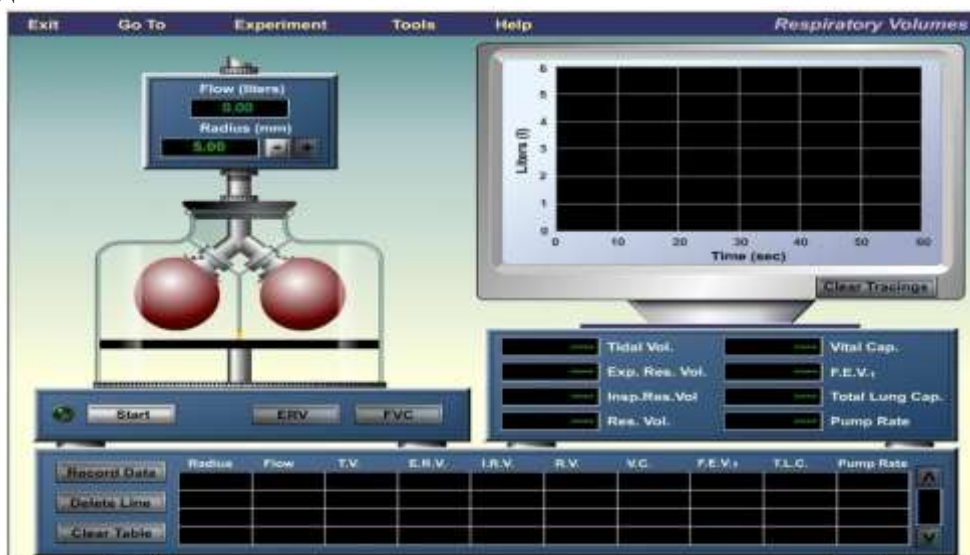 Exit Go To Experiment Tools Help Respiratory Volumes
Flow (liters)
0.00
Radius (mm)
5.00 - +
Liters (l)
6
5
4
3
2
1
0
0 10 20 30 40 50 60
Time (sec)
Clear Tracings
---- Tidal Vol. ---- Vital Cap.
---- Exp. Res. Vol. ---- F.E.V.₁
---- Insp.Res.Vol ---- Total Lung Cap.
---- Res. Vol. ---- Pump Rate
Start ERV FVC
Radius Flow T.V. E.R.V. I.R.V. R.V. V.C. F.E.V.₁ T.L.C. Pump Rate
Record Data
Delete Line
Clear Table